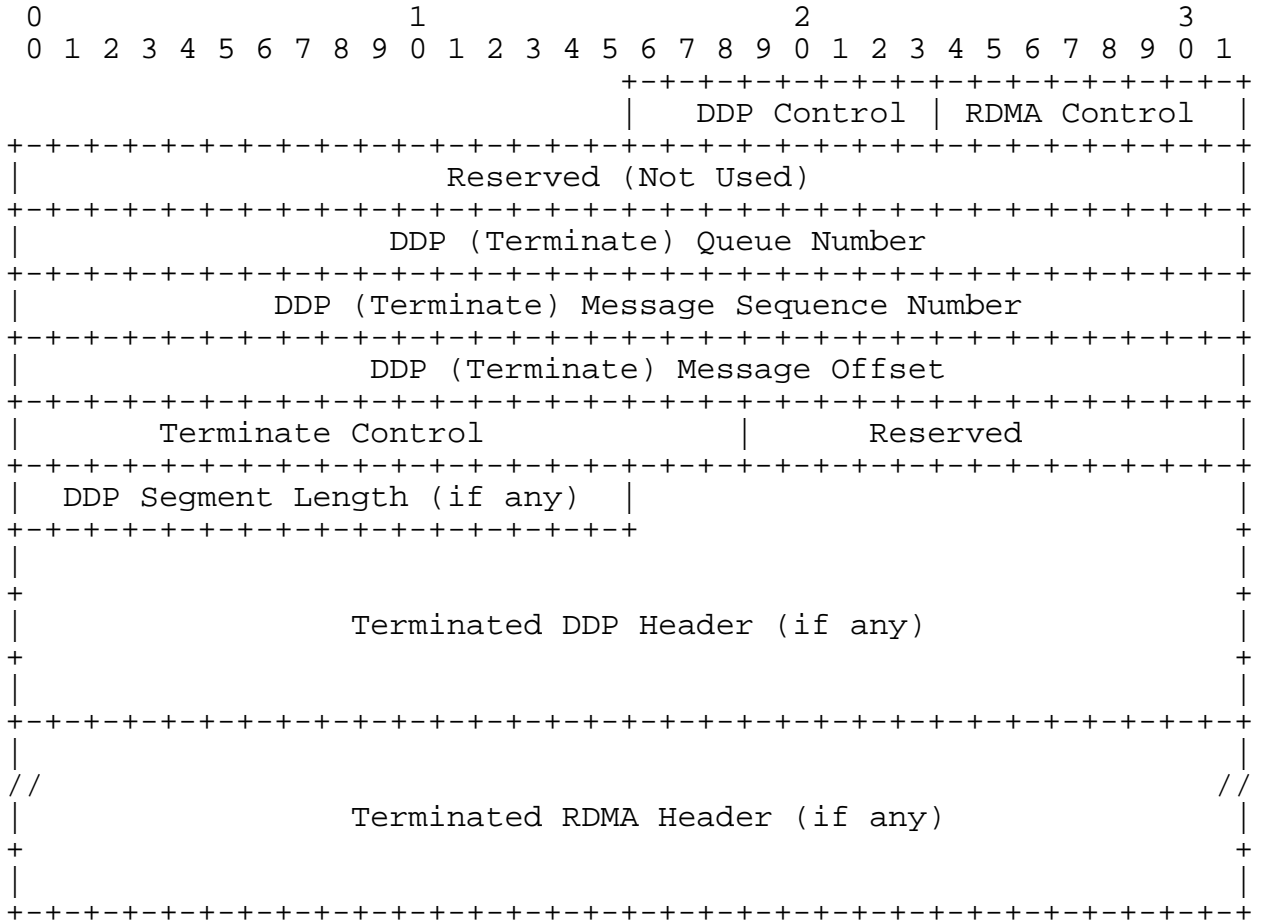 0                   1                   2                   3
0 1 2 3 4 5 6 7 8 9 0 1 2 3 4 5 6 7 8 9 0 1 2 3 4 5 6 7 8 9 0 1
DDP Control | RDMA Control
Reserved (Not Used)
DDP (Terminate) Queue Number
DDP (Terminate) Message Sequence Number
DDP (Terminate) Message Offset
Terminate Control | Reserved
DDP Segment Length (if any)
Terminated DDP Header (if any)
// //
Terminated RDMA Header (if any)